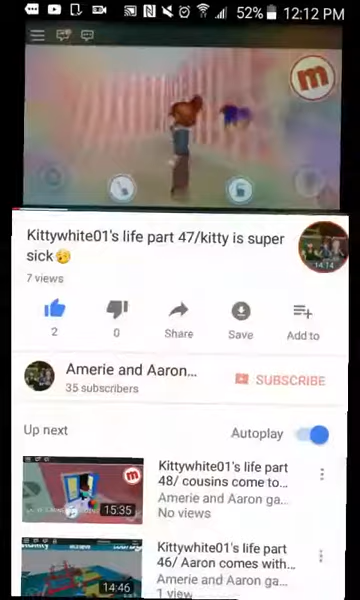 52% 12:12 PM
m
Kittywhite01's life part 47/kitty is super
sick😥
14:14
7 views
2
0
Share
Save
Add to
Amerie and Aaron...
35 subscribers
SUBSCRIBE
Up next
Autoplay
m
15:35
Kittywhite01's life part
48/ cousins come to...
Amerie and Aaron ga...
No views
14:46
Kittywhite01's life part
46/ Aaron comes with...
Amerie and Aaron ga...
1 view